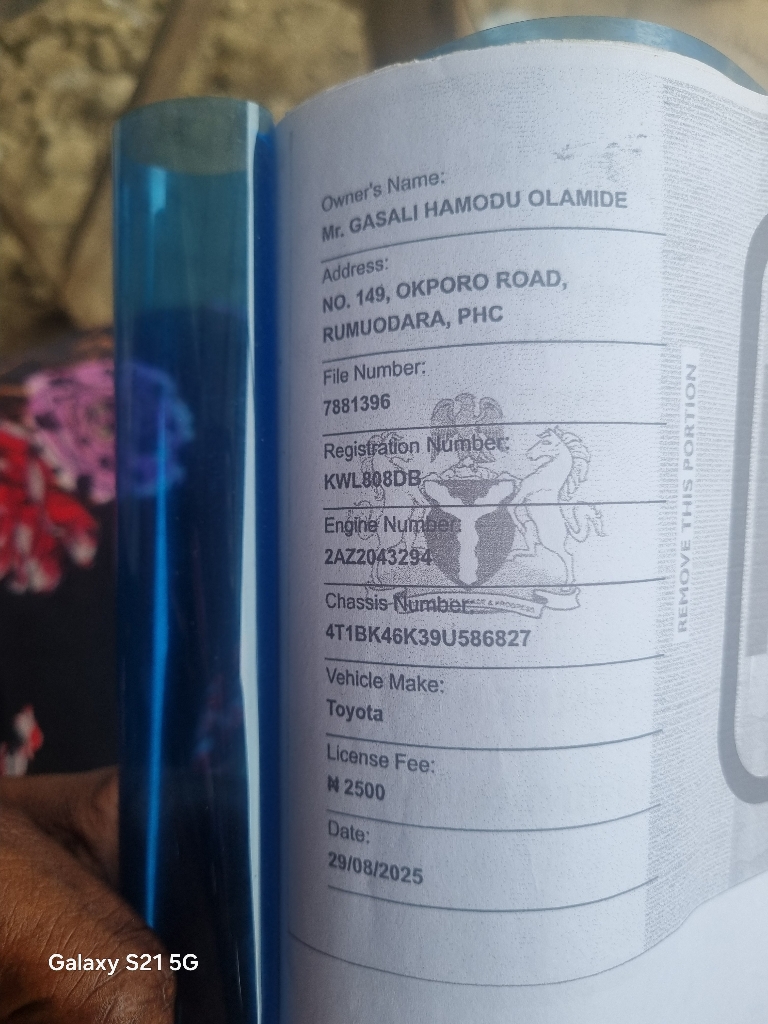 Owner's Name:
Mr. GASALI HAMODU OLAMIDE
Address:
NO. 149, OKPORO ROAD,
RUMUODARA, PHC
File Number:
7881396
Registration Number:
KWL808DB
Engine Number:
2AZ2043294
Chassis Number:
4T1BK46K39U586827
Vehicle Make:
Toyota
License Fee:
₦ 2500
Date:
29/08/2025
REMOVE THIS PORTION
& PROGRESS
Galaxy S21 5G